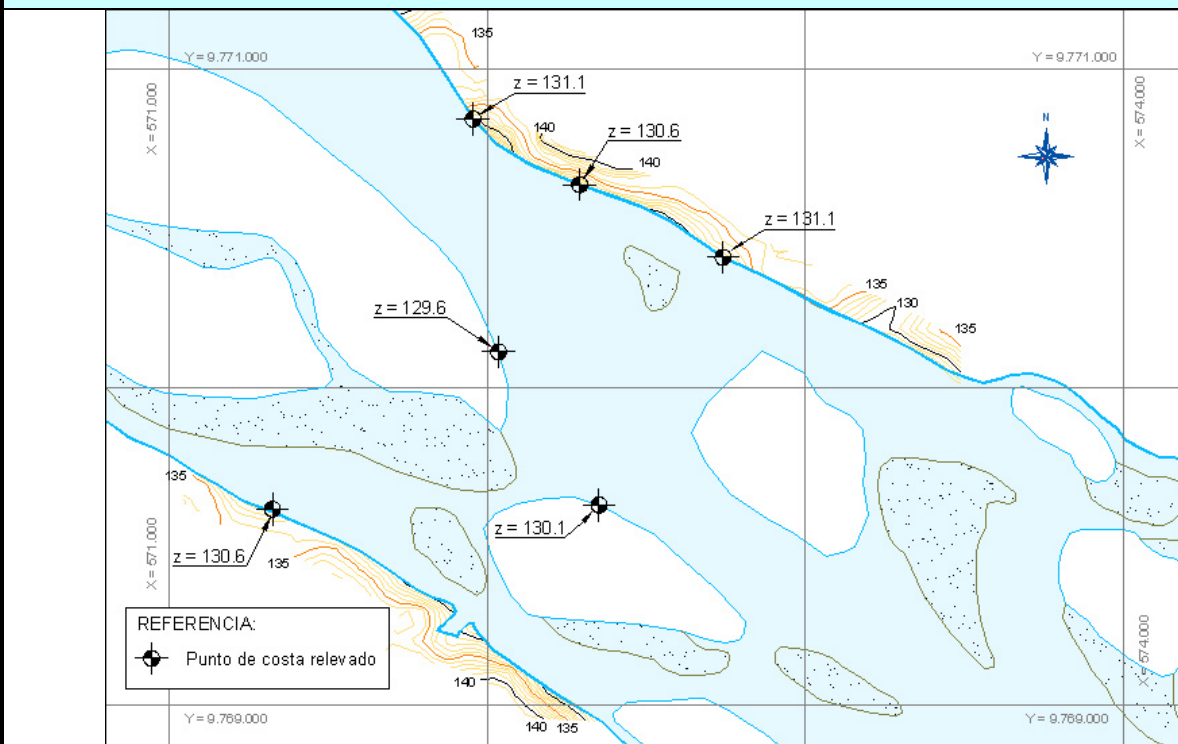 135
Y = 9.771.000
Y = 9.771.000
X = 571.000
X = 574.000
z = 131.1
N
140
z = 130.6
140
z = 131.1
135
130
135
z = 129.6
135
z = 130.1
X = 571.000
z = 130.6
135
REFERENCIA:
Punto de costa relevado
X = 574.000
140
140
135
Y = 9.769.000
Y = 9.769.000